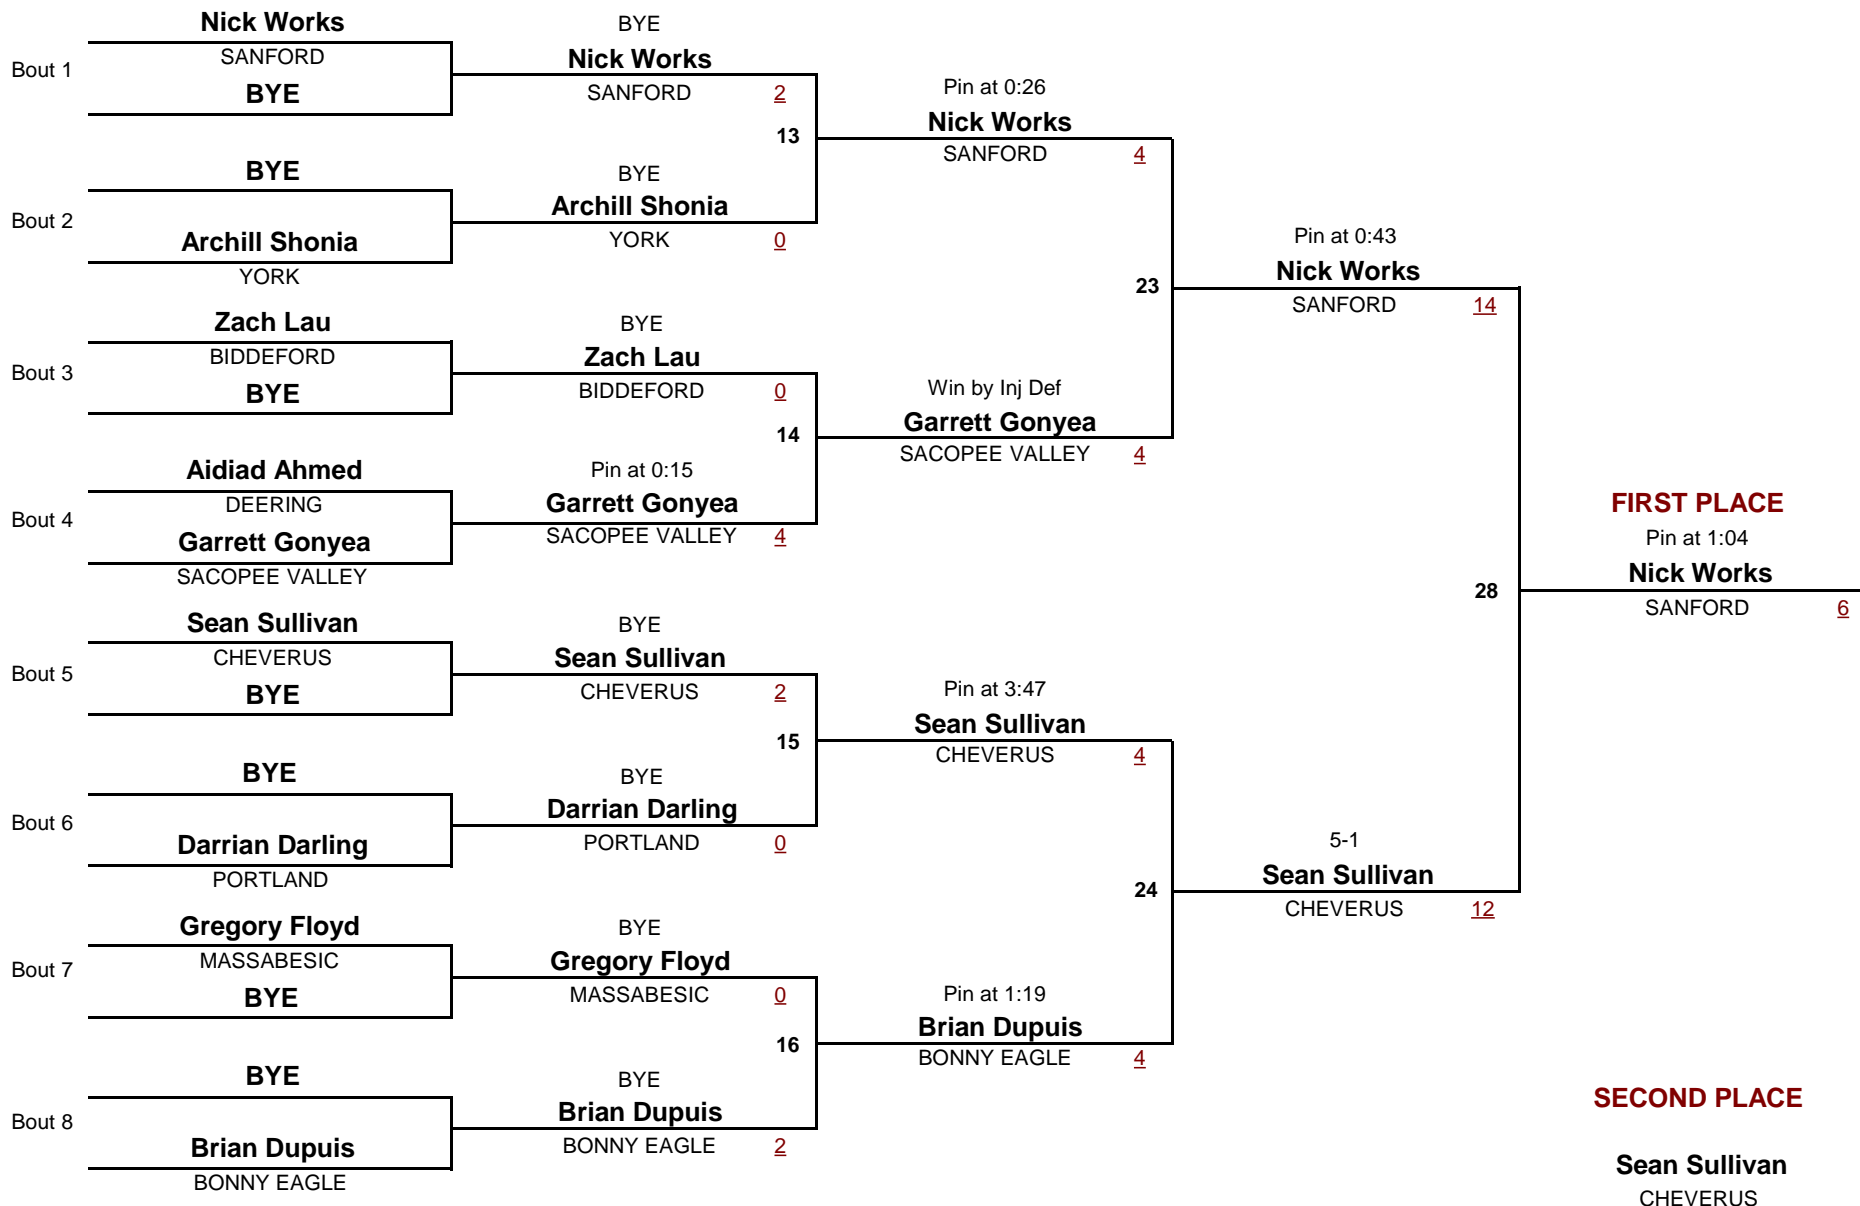 Nick Works
Bout 1
SANFORD
BYE
BYE
Bout 2
Archill Shonia
YORK
Zach Lau
Bout 3
BIDDEFORD
BYE
Aidiad Ahmed
Bout 4
DEERING
Garrett Gonyea
SACOPEE VALLEY
Sean Sullivan
Bout 5
CHEVERUS
BYE
BYE
Bout 6
Darrian Darling
PORTLAND
Gregory Floyd
Bout 7
MASSABESIC
BYE
BYE
Bout 8
Brian Dupuis
BONNY EAGLE
BYE
Nick Works
SANFORD 2
13
BYE
Archill Shonia
YORK 0
BYE
Zach Lau
BIDDEFORD 0
14
Pin at 0:15
Garrett Gonyea
SACOPEE VALLEY 4
BYE
Sean Sullivan
CHEVERUS 2
15
BYE
Darrian Darling
PORTLAND 0
BYE
Gregory Floyd
MASSABESIC 0
16
BYE
Brian Dupuis
BONNY EAGLE 2
Pin at 0:26
Nick Works
SANFORD 4
23
Win by Inj Def
Garrett Gonyea
SACOPEE VALLEY 4
Pin at 3:47
Sean Sullivan
CHEVERUS 4
24
Pin at 1:19
Brian Dupuis
BONNY EAGLE 4
Pin at 0:43
Nick Works
SANFORD 14
28
5-1
Sean Sullivan
CHEVERUS 12
FIRST PLACE
Pin at 1:04
Nick Works
SANFORD 6
SECOND PLACE
Sean Sullivan
CHEVERUS